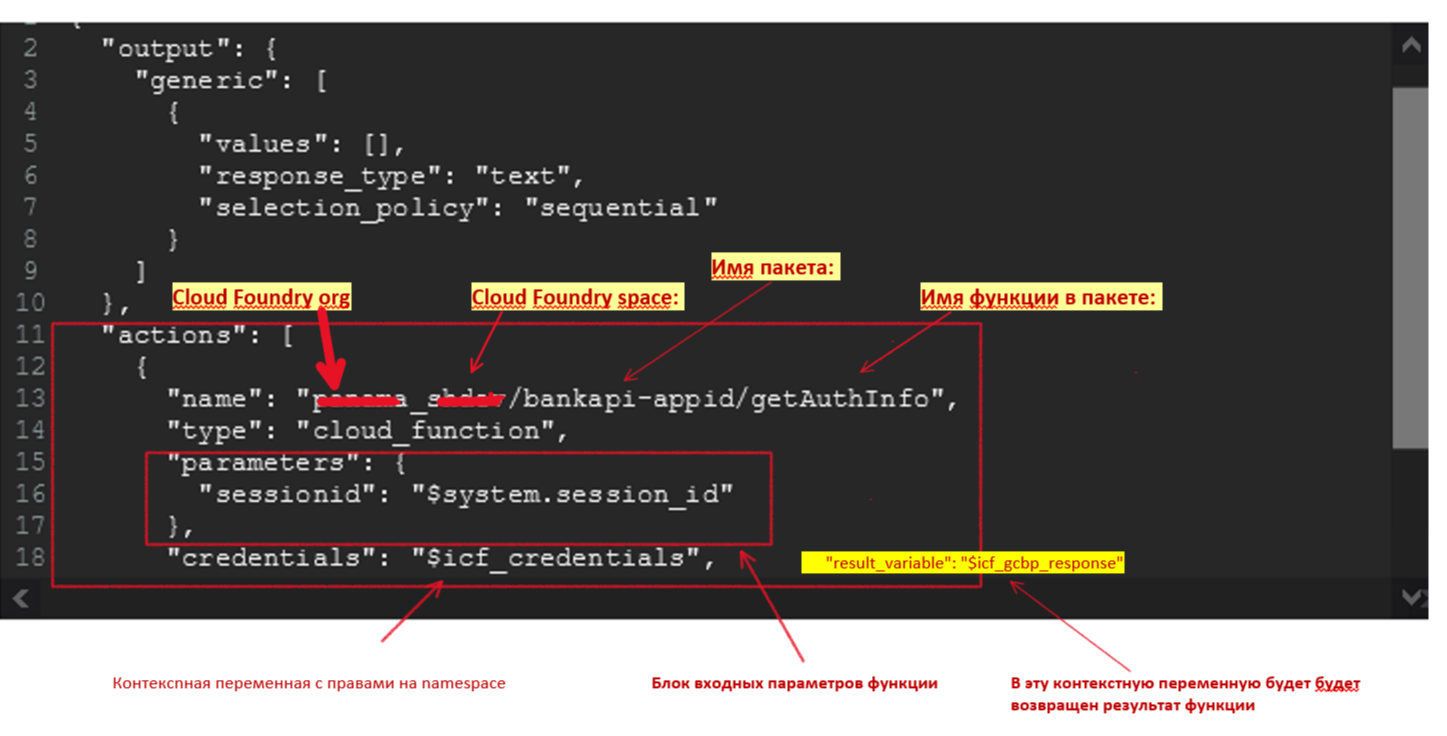 2 "output": {
3 "generic": [
4 {
5 "values": [],
6 "response_type": "text",
7 "selection_policy": "sequential"
8 }
Имя пакета:
9 ]
Cloud Foundry org Cloud Foundry space: Имя функции в пакете:
10 },
11 "actions": [
12 {
13 "name": "/bankapi-appid/getAuthInfo",
14 "type": "cloud_function",
15 "parameters": {
16 "sessionid": "$system.session_id"
17 },
18 "credentials": "$icf_credentials", "result_variable": "$icf_gcbp_response"
Контекспная переменная с правами на namespace
Блок входных параметров функции
В эту контекстную переменную будет будет
возвращен результат функции